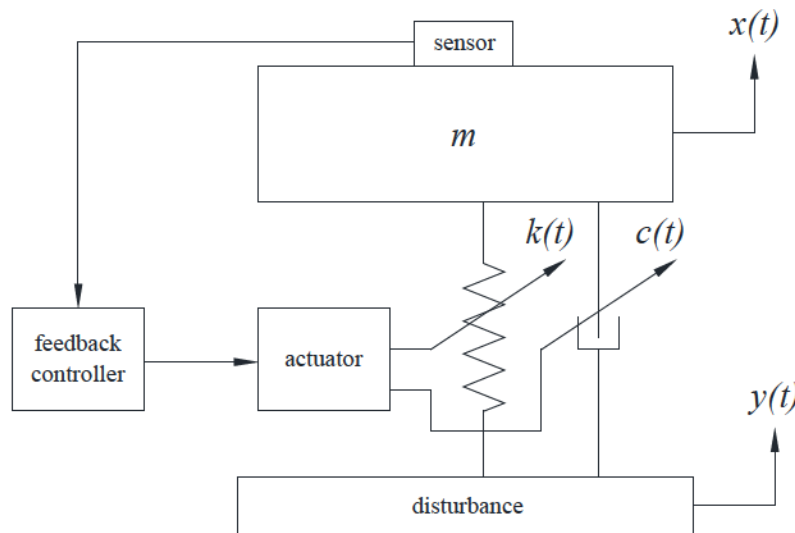 x(t)
sensor
m
k(t)
c(t)
feedback
controller
actuator
y(t)
disturbance